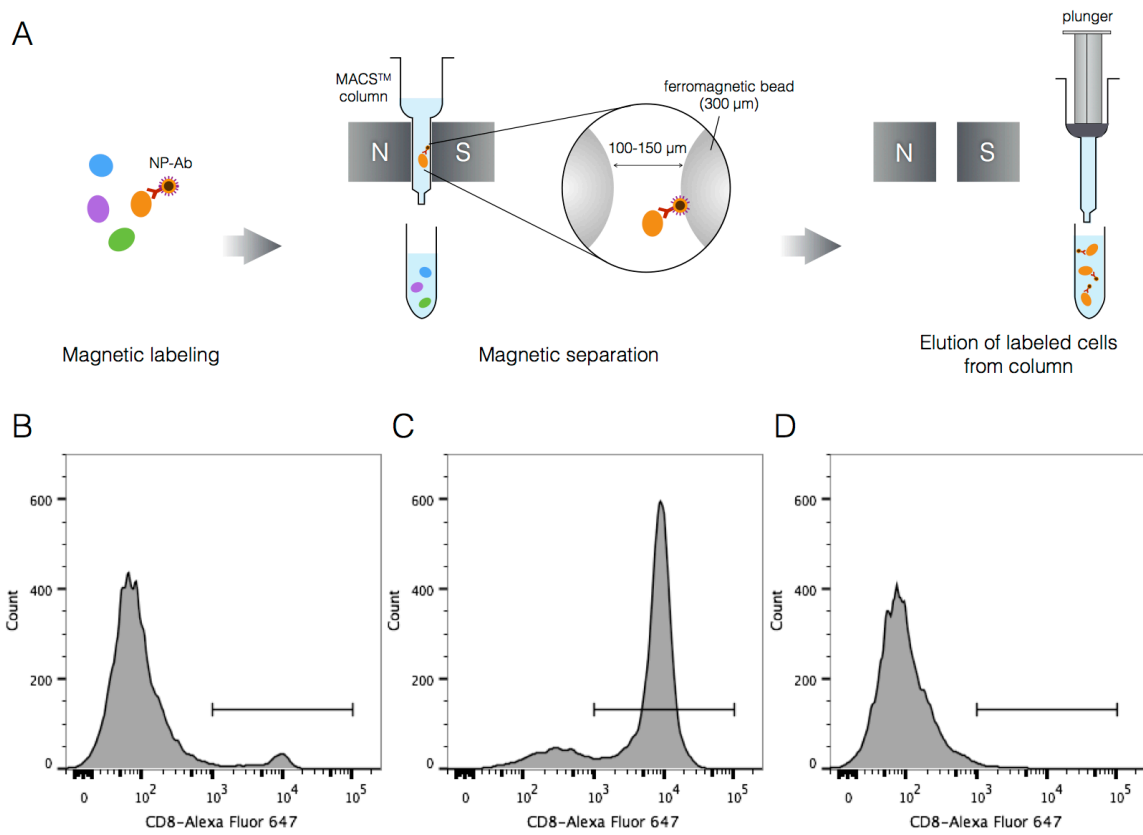 A
plunger
MACS™
column
ferromagnetic bead
(300 μm)
N
S
100-150 μm
N
S
NP-Ab
Magnetic labeling
Magnetic separation
Elution of labeled cells
from column
B
C
D
600
400
200
0
Count
0
10²
10³
10⁴
10⁵
CD8-Alexa Fluor 647
600
400
200
0
Count
0
10²
10³
10⁴
10⁵
CD8-Alexa Fluor 647
600
400
200
0
Count
0
10²
10³
10⁴
10⁵
CD8-Alexa Fluor 647